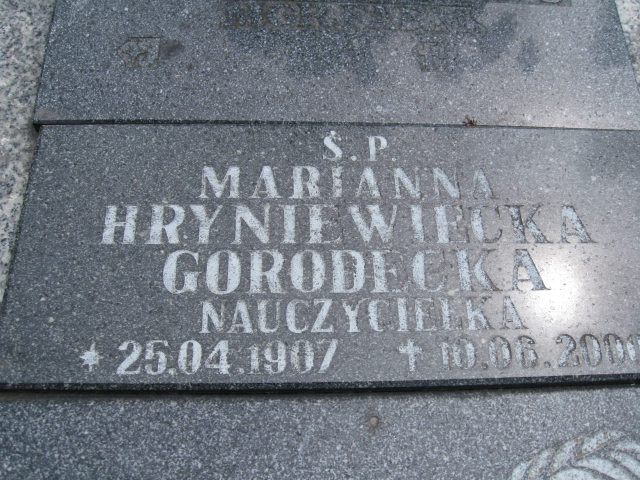 Ś.P.
MARIANNA
HRYNIEWIECKA
GORODECKA
NAUCZYCIELKA
* 25.04.1907 † 10.06.2000